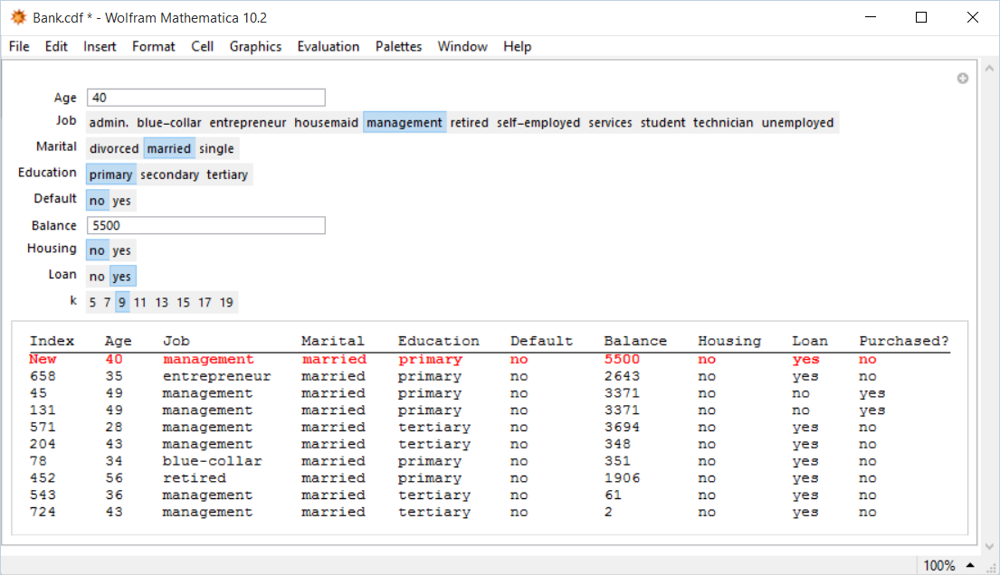 Bank.cdf * - Wolfram Mathematica 10.2
File Edit Insert Format Cell Graphics Evaluation Palettes Window Help
Age 40
Job admin. blue-collar entrepreneur housemaid management retired self-employed services student technician unemployed
Marital divorced married single
Education primary secondary tertiary
Default no yes
Balance 5500
Housing no yes
Loan no yes
k 5 7 9 11 13 15 17 19
Index Age Job Marital Education Default Balance Housing Loan Purchased?
New 40 management married primary no 5500 no yes no
658 35 entrepreneur married primary no 2643 no yes no
45 49 management married primary no 3371 no no yes
131 49 management married primary no 3371 no no yes
571 28 management married tertiary no 3694 no yes no
204 43 management married tertiary no 348 no yes no
78 34 blue-collar married primary no 351 no yes no
452 56 retired married primary no 1906 no yes no
543 36 management married tertiary no 61 no yes no
724 43 management married tertiary no 2 no yes no
100%